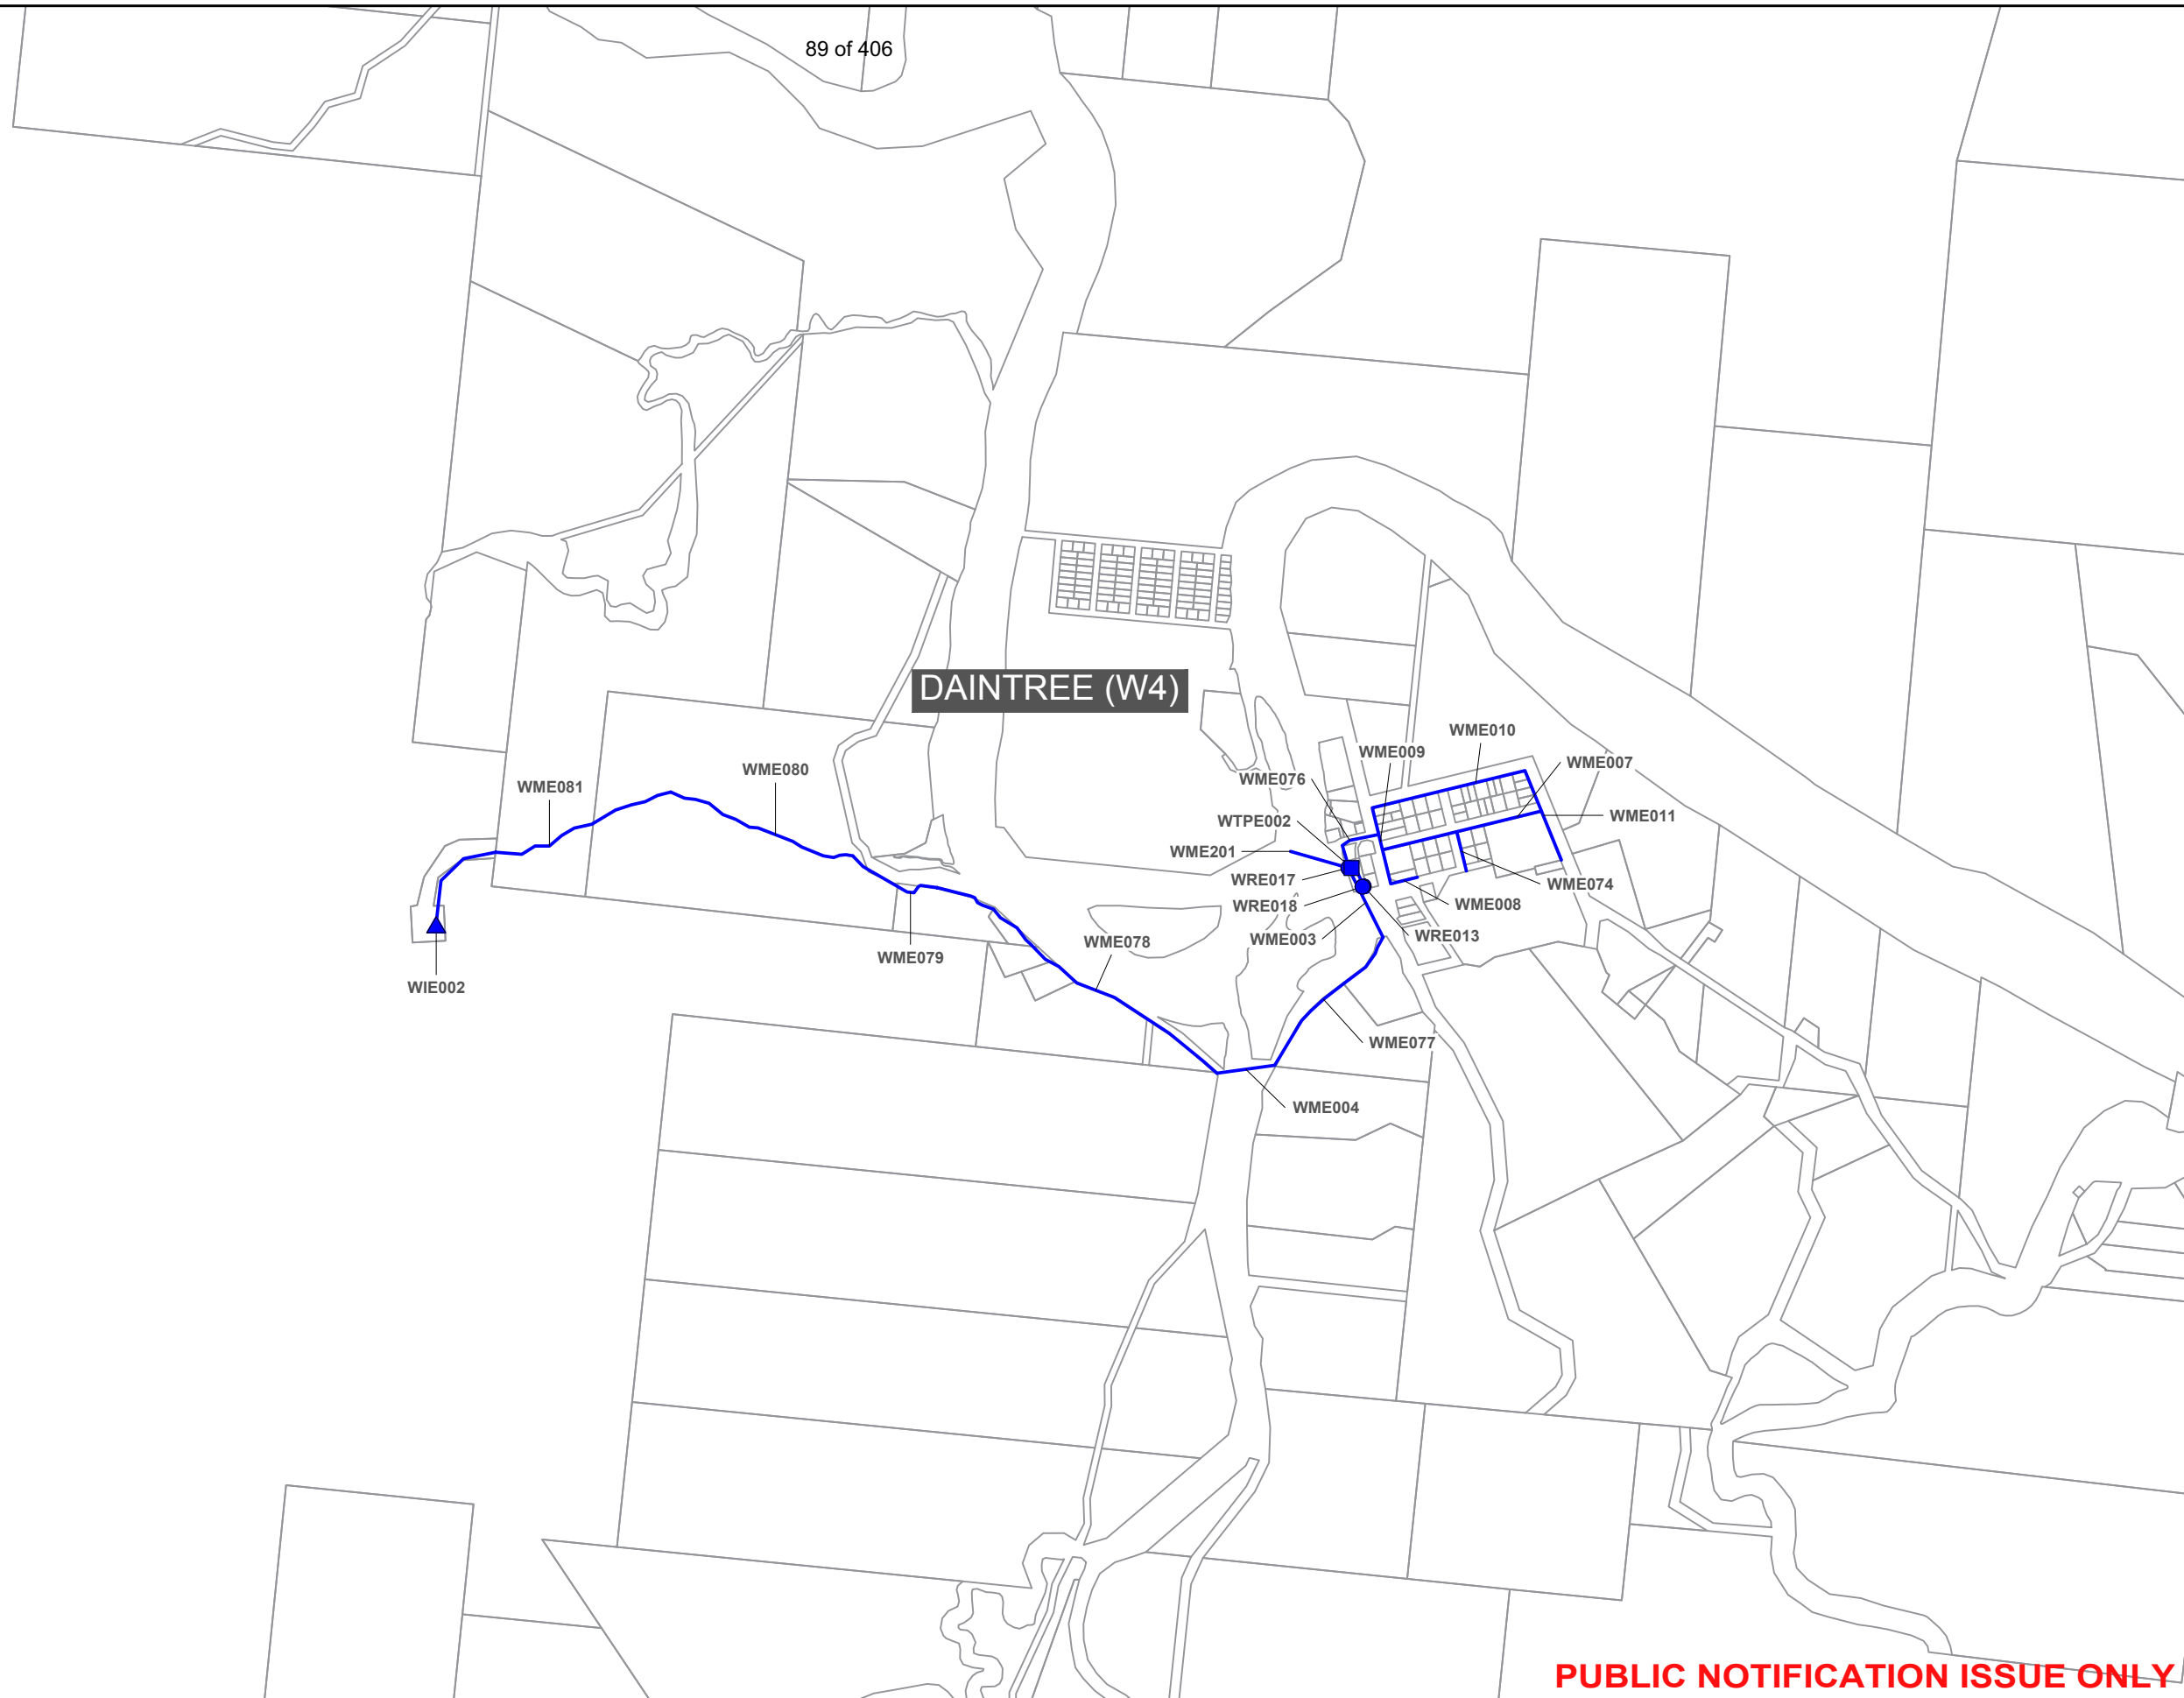 89 of 406
DAINTREE (W4)
WME010
WME009
WME007
WME080
WME076
WME081
WME011
WTPE002
WME201
WRE017
WME074
WRE018
WME008
WME003
WRE013
WME078
WME079
WIE002
WME077
WME004
PUBLIC NOTIFICATION ISSUE ONLY